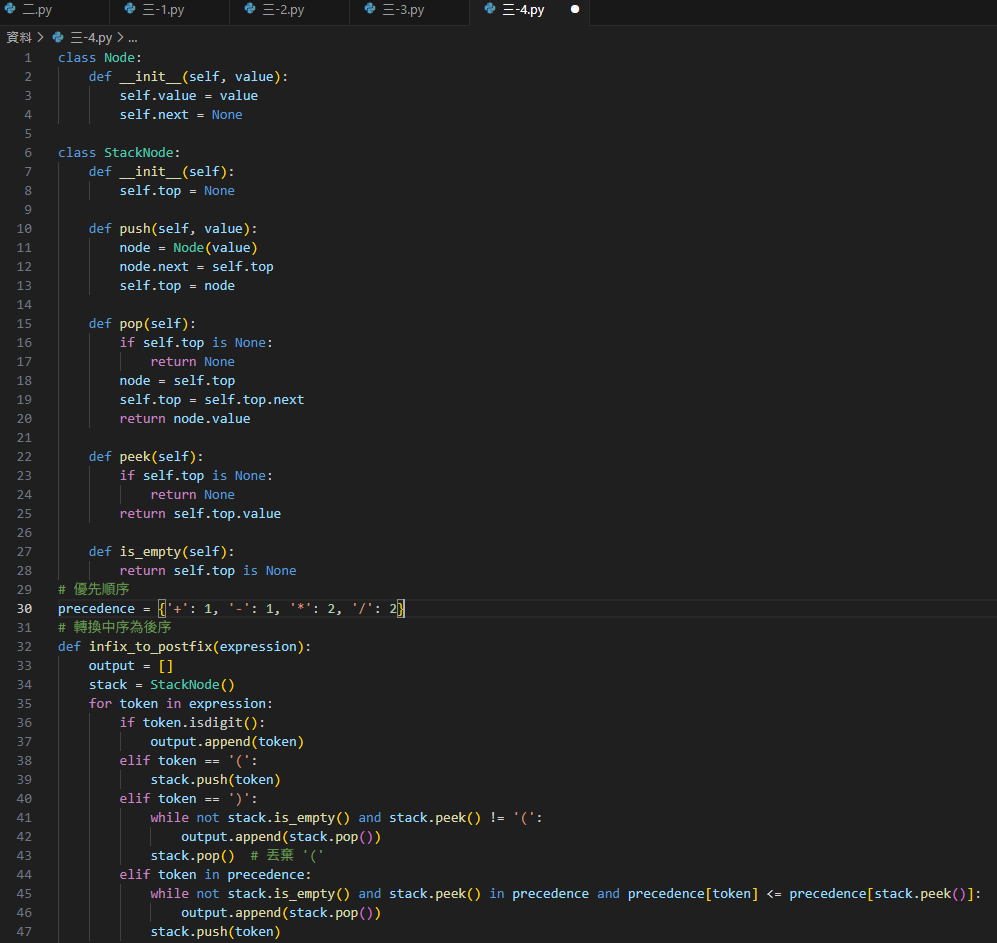 二.py 三-1.py 三-2.py 三-3.py 三-4.py
資料 > 三-4.py > ...
1 class Node:
2     def __init__(self, value):
3         self.value = value
4         self.next = None
5
6 class StackNode:
7     def __init__(self):
8         self.top = None
9
10     def push(self, value):
11         node = Node(value)
12         node.next = self.top
13         self.top = node
14
15     def pop(self):
16         if self.top is None:
17             return None
18         node = self.top
19         self.top = self.top.next
20         return node.value
21
22     def peek(self):
23         if self.top is None:
24             return None
25         return self.top.value
26
27     def is_empty(self):
28         return self.top is None
29 # 優先順序
30 precedence = {'+': 1, '-': 1, '*': 2, '/': 2}
31 # 轉換中序為後序
32 def infix_to_postfix(expression):
33     output = []
34     stack = StackNode()
35     for token in expression:
36         if token.isdigit():
37             output.append(token)
38         elif token == '(':
39             stack.push(token)
40         elif token == ')':
41             while not stack.is_empty() and stack.peek() != '(':
42                 output.append(stack.pop())
43             stack.pop()  # 丟棄 '('
44         elif token in precedence:
45             while not stack.is_empty() and stack.peek() in precedence and precedence[token] <= precedence[stack.peek()]:
46                 output.append(stack.pop())
47             stack.push(token)